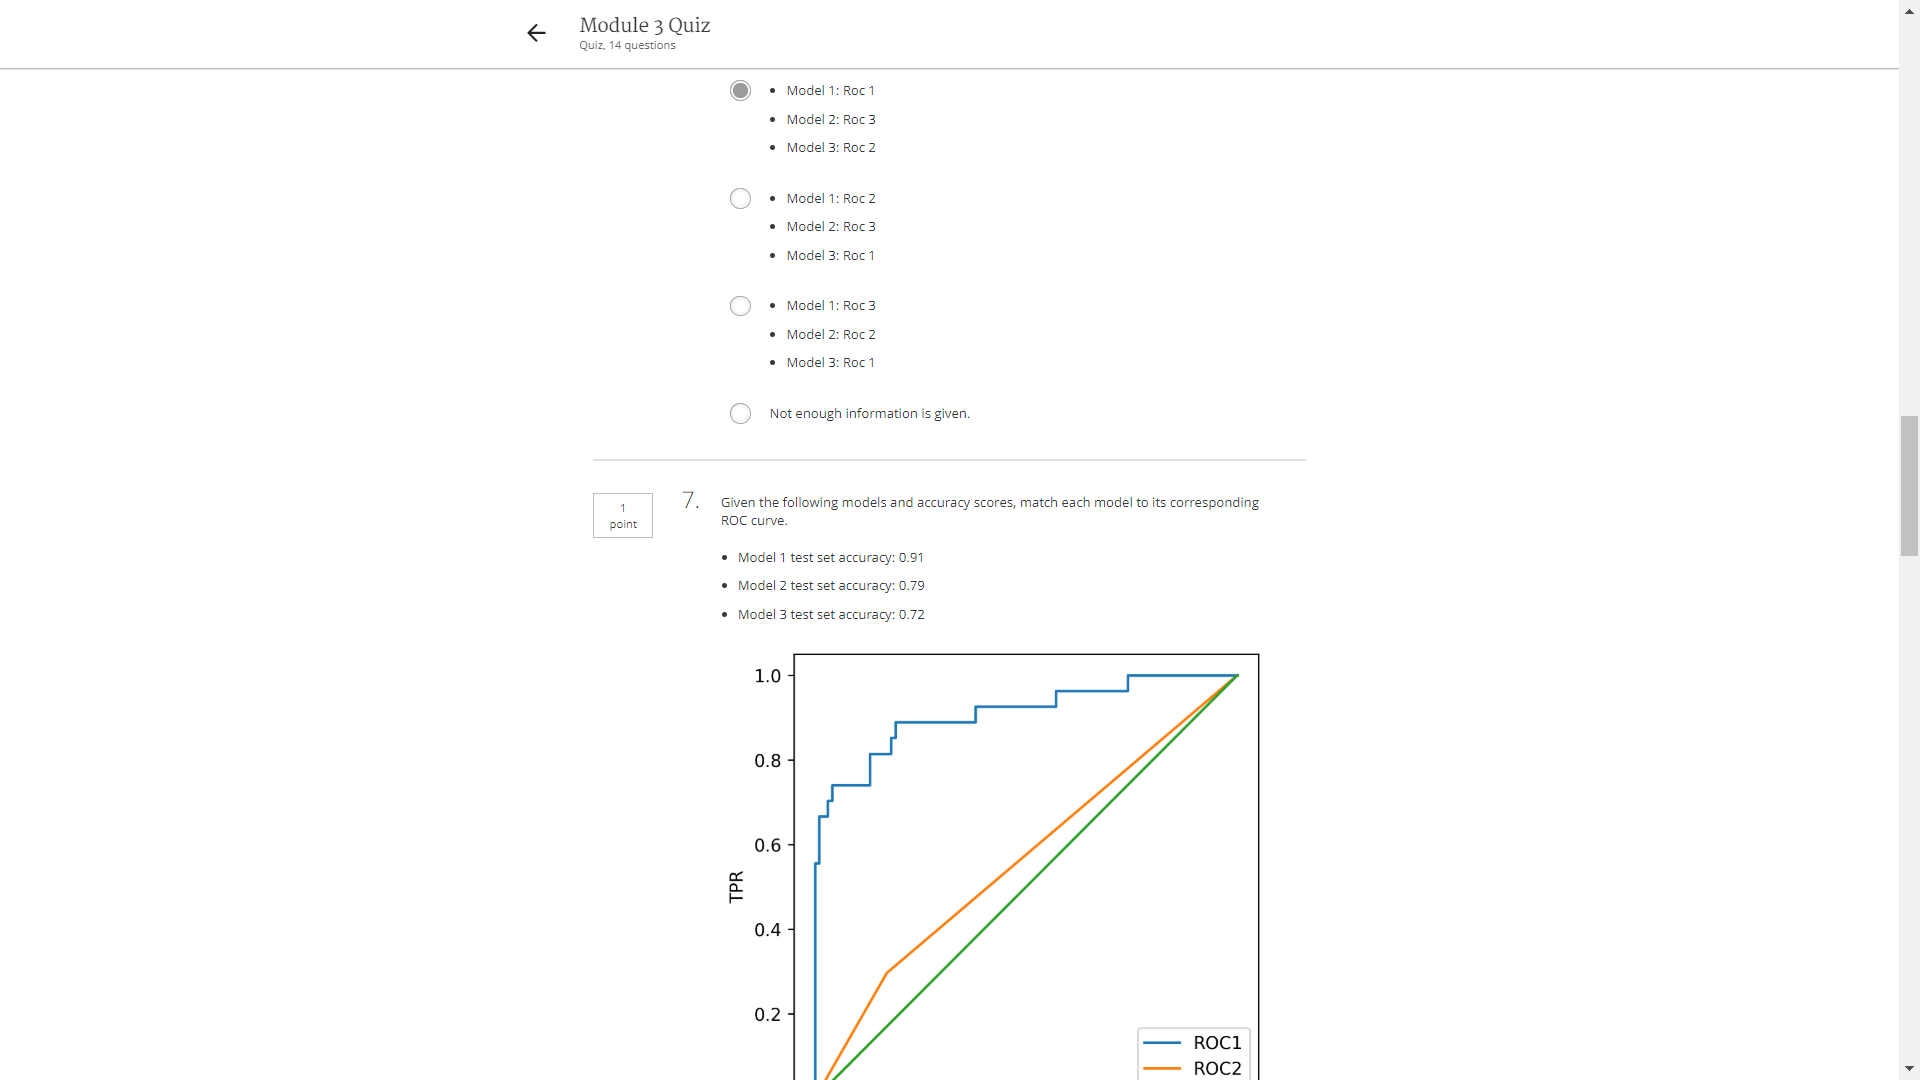 Module 3 Quiz
Quiz, 14 questions
Model 1: Roc 1
Model 2: Roc 3
Model 3: Roc 2
Model 1: Roc 2
Model 2: Roc 3
Model 3: Roc 1
Model 1: Roc 3
Model 2: Roc 2
Model 3: Roc 1
Not enough information is given.
1
point
7.
Given the following models and accuracy scores, match each model to its corresponding
ROC curve.
Model 1 test set accuracy: 0.91
Model 2 test set accuracy: 0.79
Model 3 test set accuracy: 0.72
1.0
0.8
0.6
TPR
0.4
0.2
ROC1
ROC2